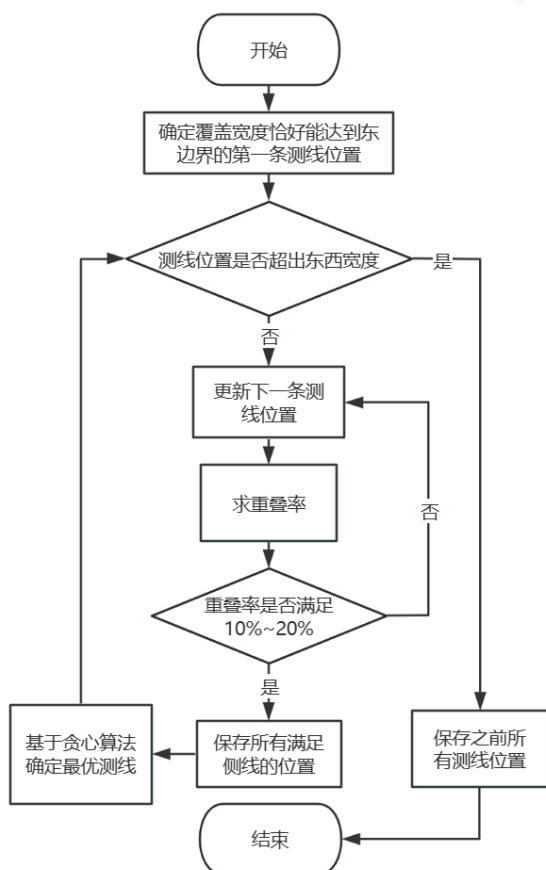 开始
确定覆盖宽度恰好能达到东
边界的第一条测线位置
测线位置是否超出东西宽度
是
否
更新下一条测
线位置
求重叠率
否
重叠率是否满足
10%~20%
是
基于贪心算法
确定最优测线
保存所有满足
侧线的位置
保存之前所
有测线位置
结束